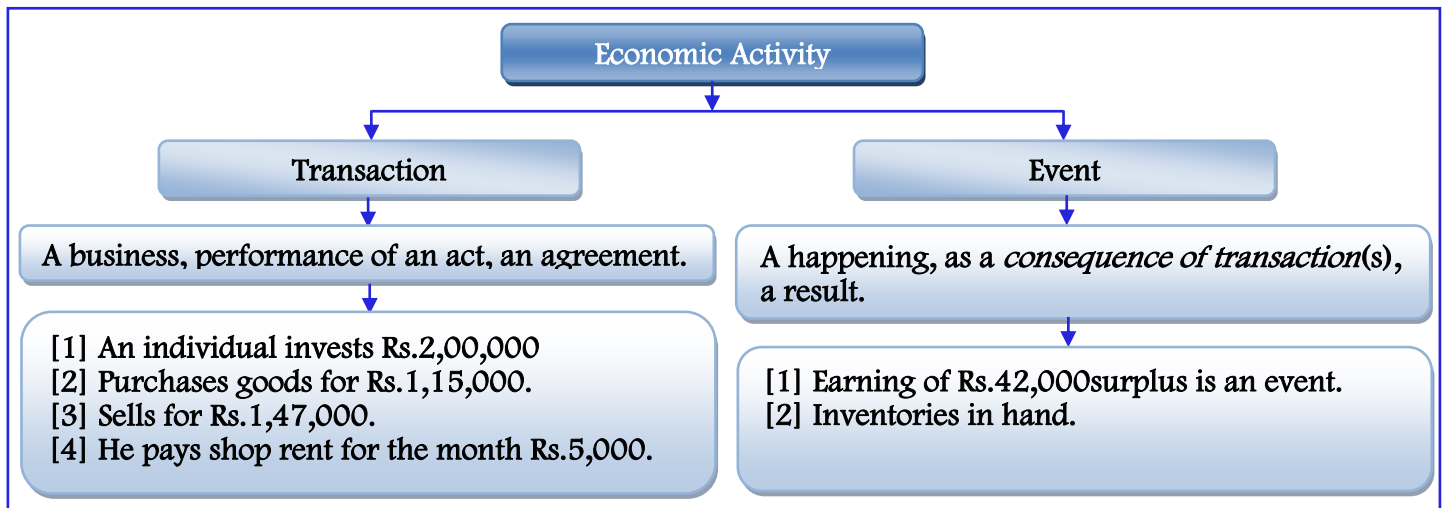 Economic Activity
Transaction
Event
A business, performance of an act, an agreement.
A happening, as a consequence of transaction(s),
a result.
[1] An individual invests Rs.2,00,000
[2] Purchases goods for Rs.1,15,000.
[3] Sells for Rs.1,47,000.
[4] He pays shop rent for the month Rs.5,000.
[1] Earning of Rs.42,000surplus is an event.
[2] Inventories in hand.